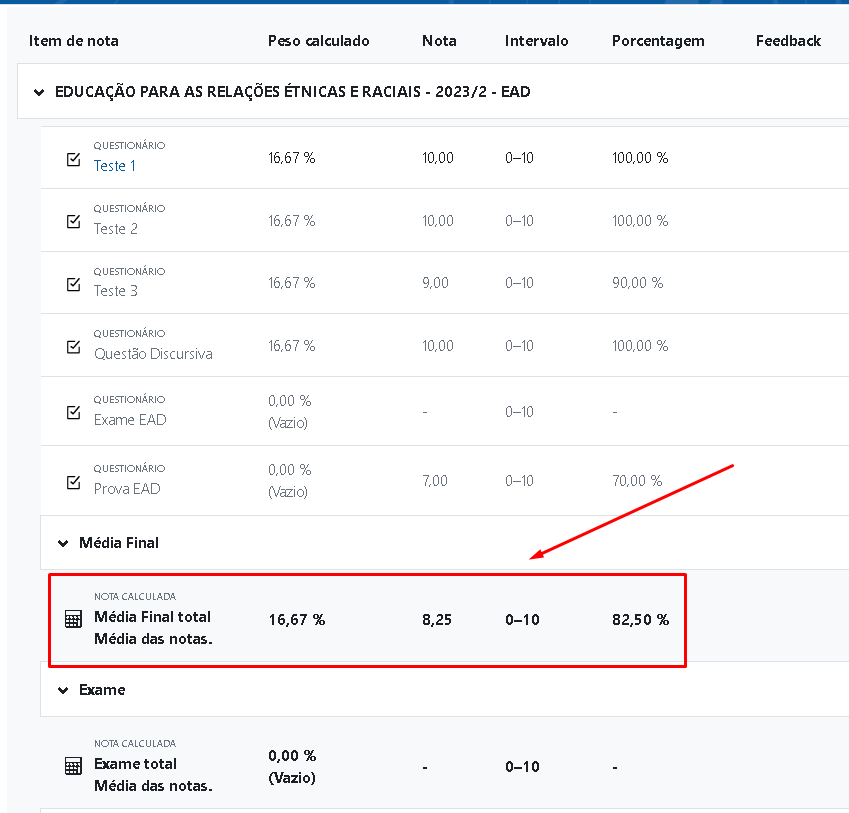 Item de nota Peso calculado Nota Intervalo Porcentagem Feedback
EDUCAÇÃO PARA AS RELAÇÕES ÉTNICAS E RACIAIS - 2023/2 - EAD
QUESTIONÁRIO
Teste 1 16,67 % 10,00 0–10 100,00 %
QUESTIONÁRIO
Teste 2 16,67 % 10,00 0–10 100,00 %
QUESTIONÁRIO
Teste 3 16,67 % 9,00 0–10 90,00 %
QUESTIONÁRIO
Questão Discursiva 16,67 % 10,00 0–10 100,00 %
QUESTIONÁRIO
Exame EAD 0,00 % (Vazio) - 0–10 -
QUESTIONÁRIO
Prova EAD 0,00 % (Vazio) 7,00 0–10 70,00 %
Média Final
NOTA CALCULADA
Média Final total 16,67 % 8,25 0–10 82,50 %
Média das notas.
Exame
NOTA CALCULADA
Exame total 0,00 % (Vazio) - 0–10 -
Média das notas.